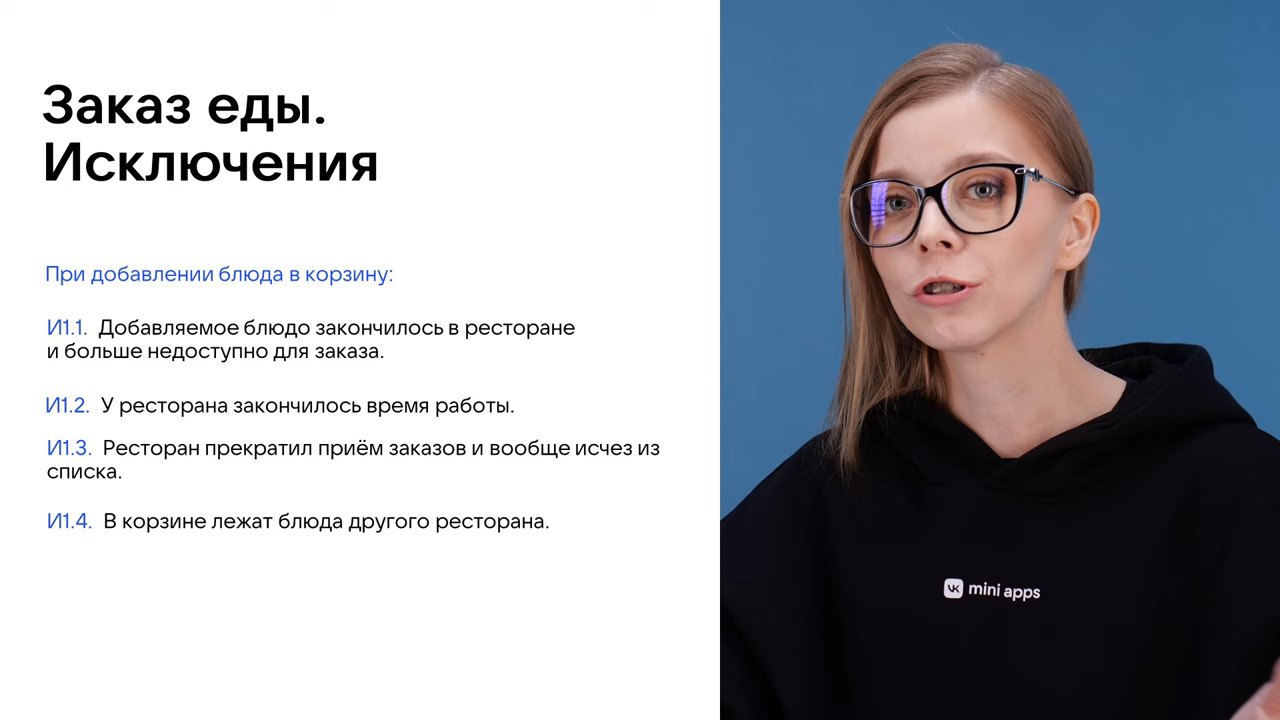 Заказ еды.
Исключения
При добавлении блюда в корзину:
И1.1. Добавляемое блюдо закончилось в ресторане
и больше недоступно для заказа.
И1.2. У ресторана закончилось время работы.
И1.3. Ресторан прекратил приём заказов и вообще исчез из
списка.
И1.4. В корзине лежат блюда другого ресторана.
VK mini apps